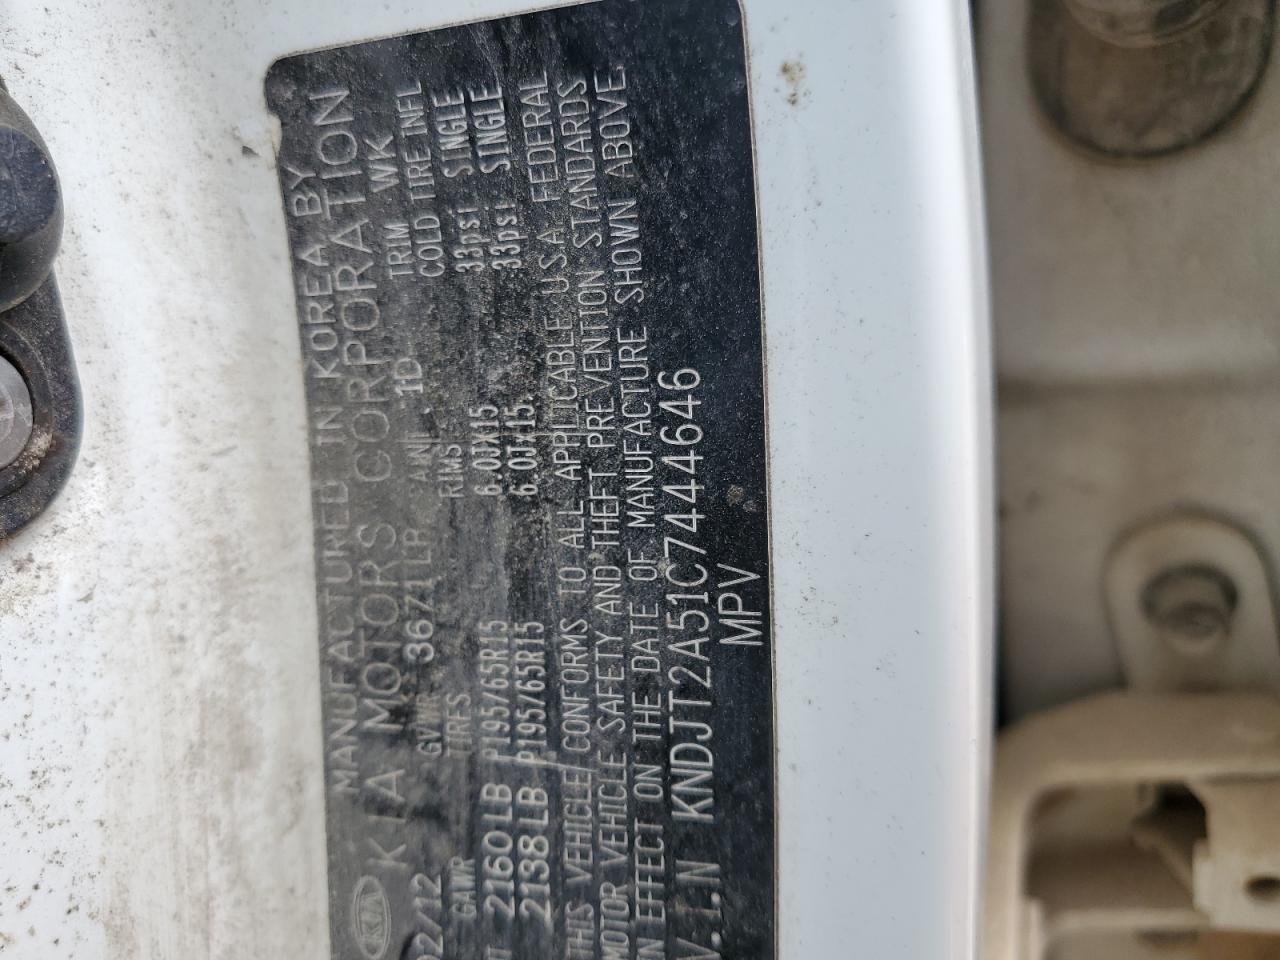 MANUFACTURED IN KOREA BY
KIA KIA MOTORS CORPORATION
02/12 GVWR 3671LB 1D TRIM WK
GAWR TIRES RIMS COLD TIRE INFL
2160LB P195/65R15 6.0JX15 33psi SINGLE
2138LB P195/65R15 6.0JX15 33psi SINGLE
THIS VEHICLE CONFORMS TO ALL APPLICABLE U.S.A. FEDERAL
MOTOR VEHICLE SAFETY AND THEFT PREVENTION STANDARDS
IN EFFECT ON THE DATE OF MANUFACTURE SHOWN ABOVE.
V.I.N KNDJT2A51C7444646
MPV